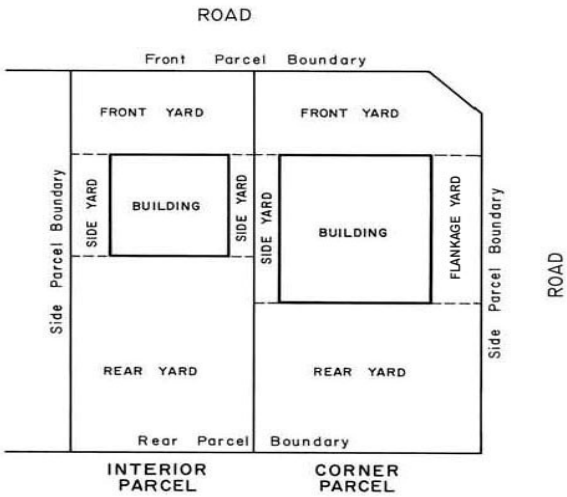 ROAD
Front Parcel Boundary
FRONT YARD
FRONT YARD
Side Parcel Boundary
SIDE YARD
BUILDING
SIDE YARD
SIDE YARD
BUILDING
FLANKAGE YARD
Side Parcel Boundary
ROAD
REAR YARD
REAR YARD
Rear Parcel Boundary
INTERIOR
PARCEL
CORNER
PARCEL